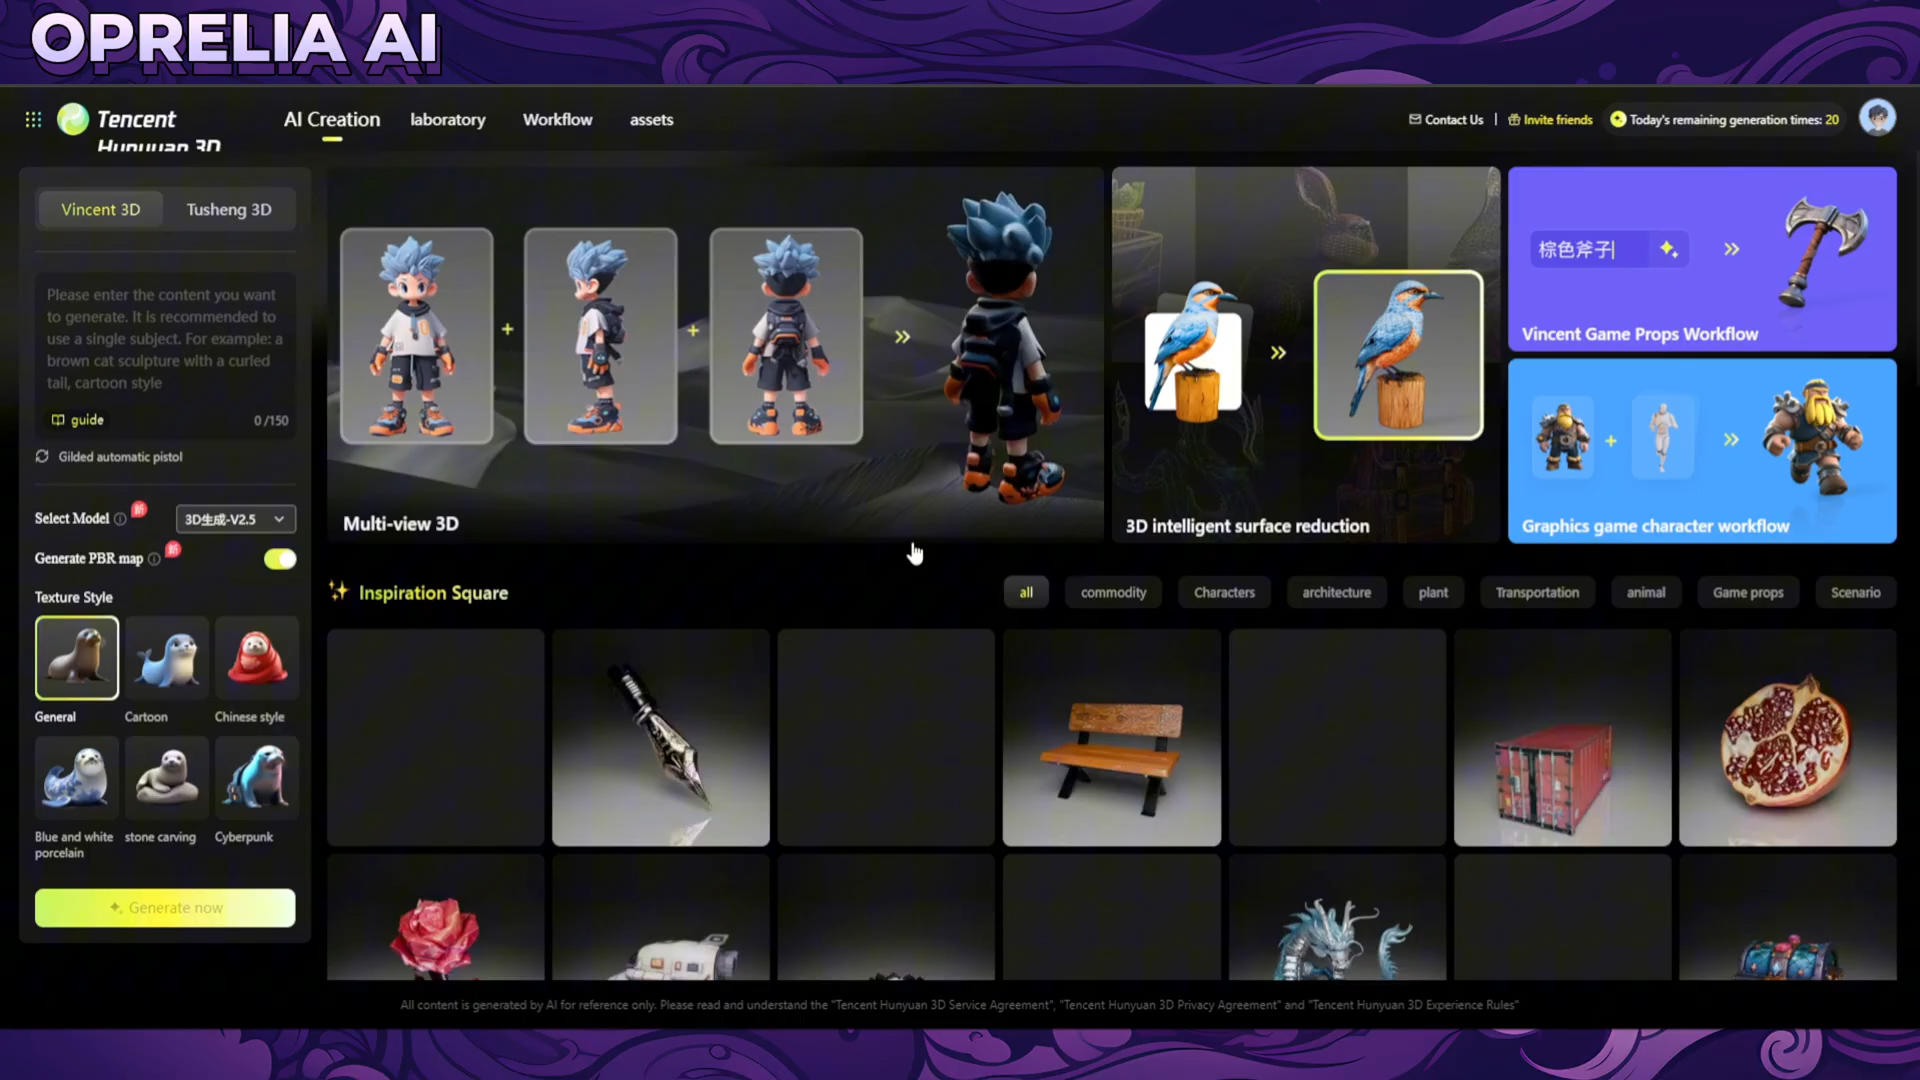 OPRELIA AI
Tencent
Hunyuan 3D
AI Creation
laboratory
Workflow
assets
Contact Us
Invite friends
Today's remaining generation times: 20
Vincent 3D
Tusheng 3D
Please enter the content you want
to generate. It is recommended to
use a single subject. For example: a
brown cat sculpture with a curled
tail, cartoon style
guide
0 /150
Gilded automatic pistol
Select Model
新
3D生成-V2.5
Generate PBR map
新
Texture Style
General
Cartoon
Chinese style
Blue and white
porcelain
stone carving
Cyberpunk
Generate now
Multi-view 3D
3D intelligent surface reduction
棕色斧子
Vincent Game Props Workflow
Graphics game character workflow
Inspiration Square
all
commodity
Characters
architecture
plant
Transportation
animal
Game props
Scenario
All content is generated by AI for reference only. Please read and understand the "Tencent Hunyuan 3D Service Agreement", "Tencent Hunyuan 3D Privacy Agreement" and "Tencent Hunyuan 3D Experience Rules"